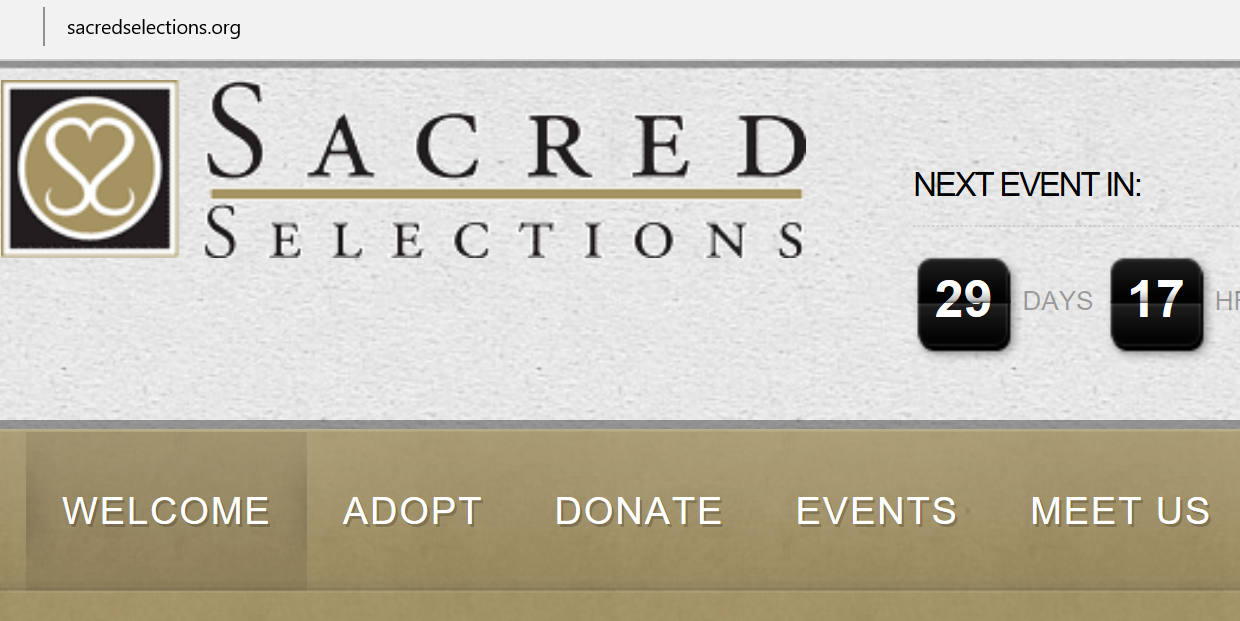 sacredselections.org
SACRED
SELECTIONS
NEXT EVENT IN:
29 DAYS 17
WELCOME ADOPT DONATE EVENTS MEET US